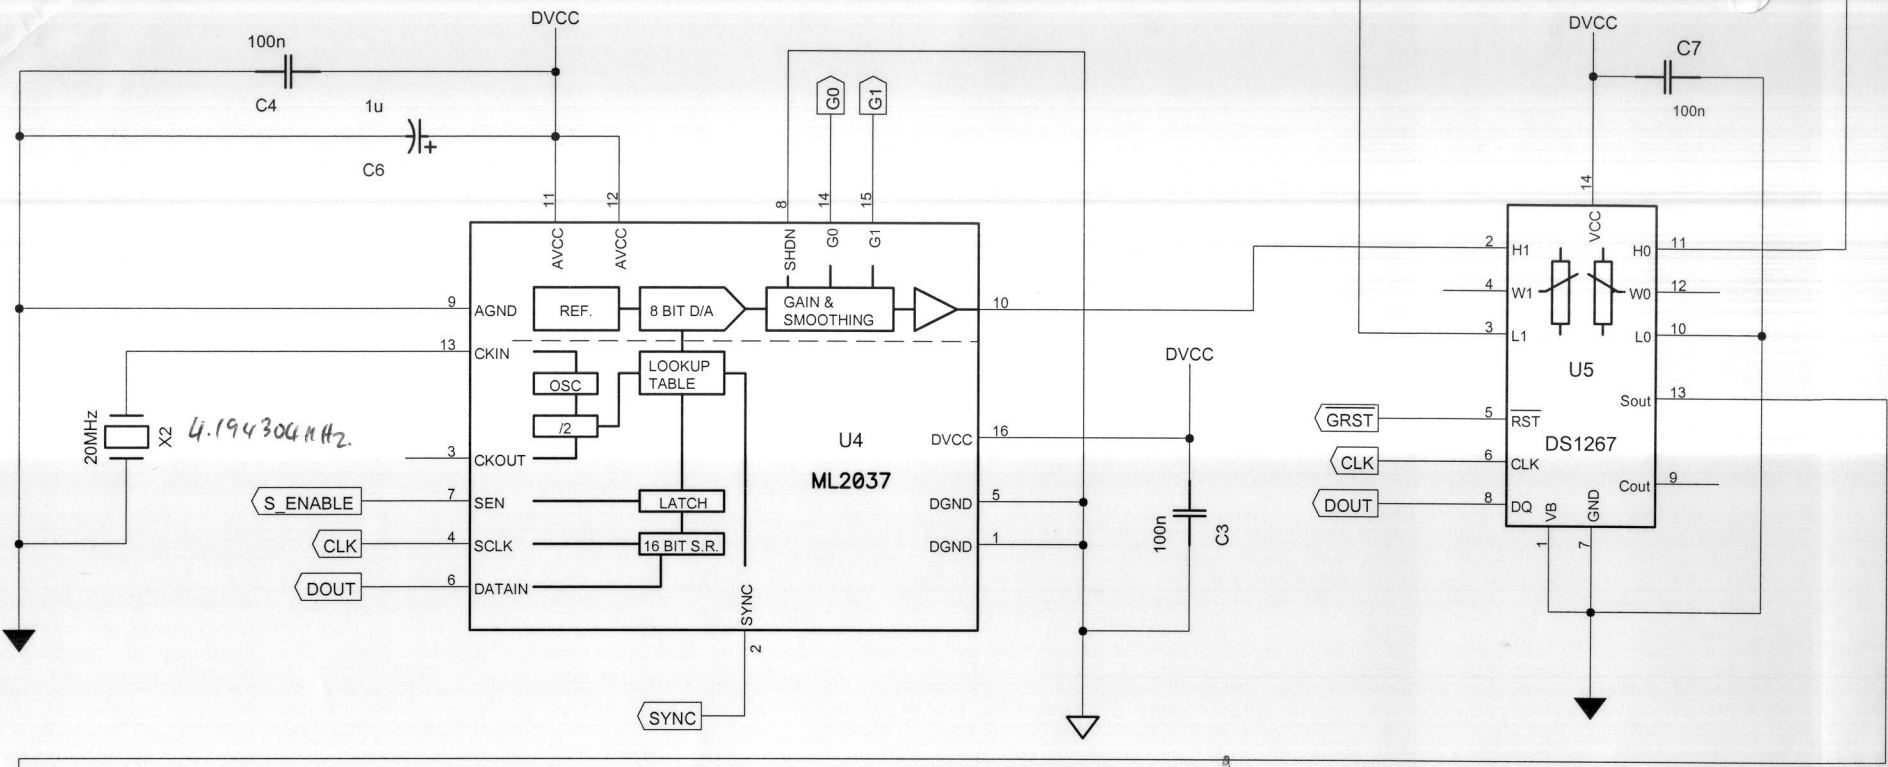 DVCC
100n
C4
1u
C6
11
12
8
14
15
G0
G1
AVCC
AVCC
SHDN
G0
G1
9
AGND
REF.
8 BIT D/A
GAIN &
SMOOTHING
10
13
CKIN
OSC
LOOKUP
TABLE
/2
20MHz
X2
4.194304MHz.
3
CKOUT
U4
ML2037
DVCC
16
S_ENABLE
7
SEN
LATCH
DGND
5
CLK
4
SCLK
16 BIT S.R.
DGND
1
DOUT
6
DATAIN
SYNC
2
SYNC
DVCC
100n
C3
DVCC
C7
100n
14
VCC
2
H1
H0
11
4
W1
W0
12
3
L1
L0
10
U5
Sout
13
GRST
5
RST
DS1267
CLK
6
CLK
Cout
9
DOUT
8
DQ
VB
GND
1
7